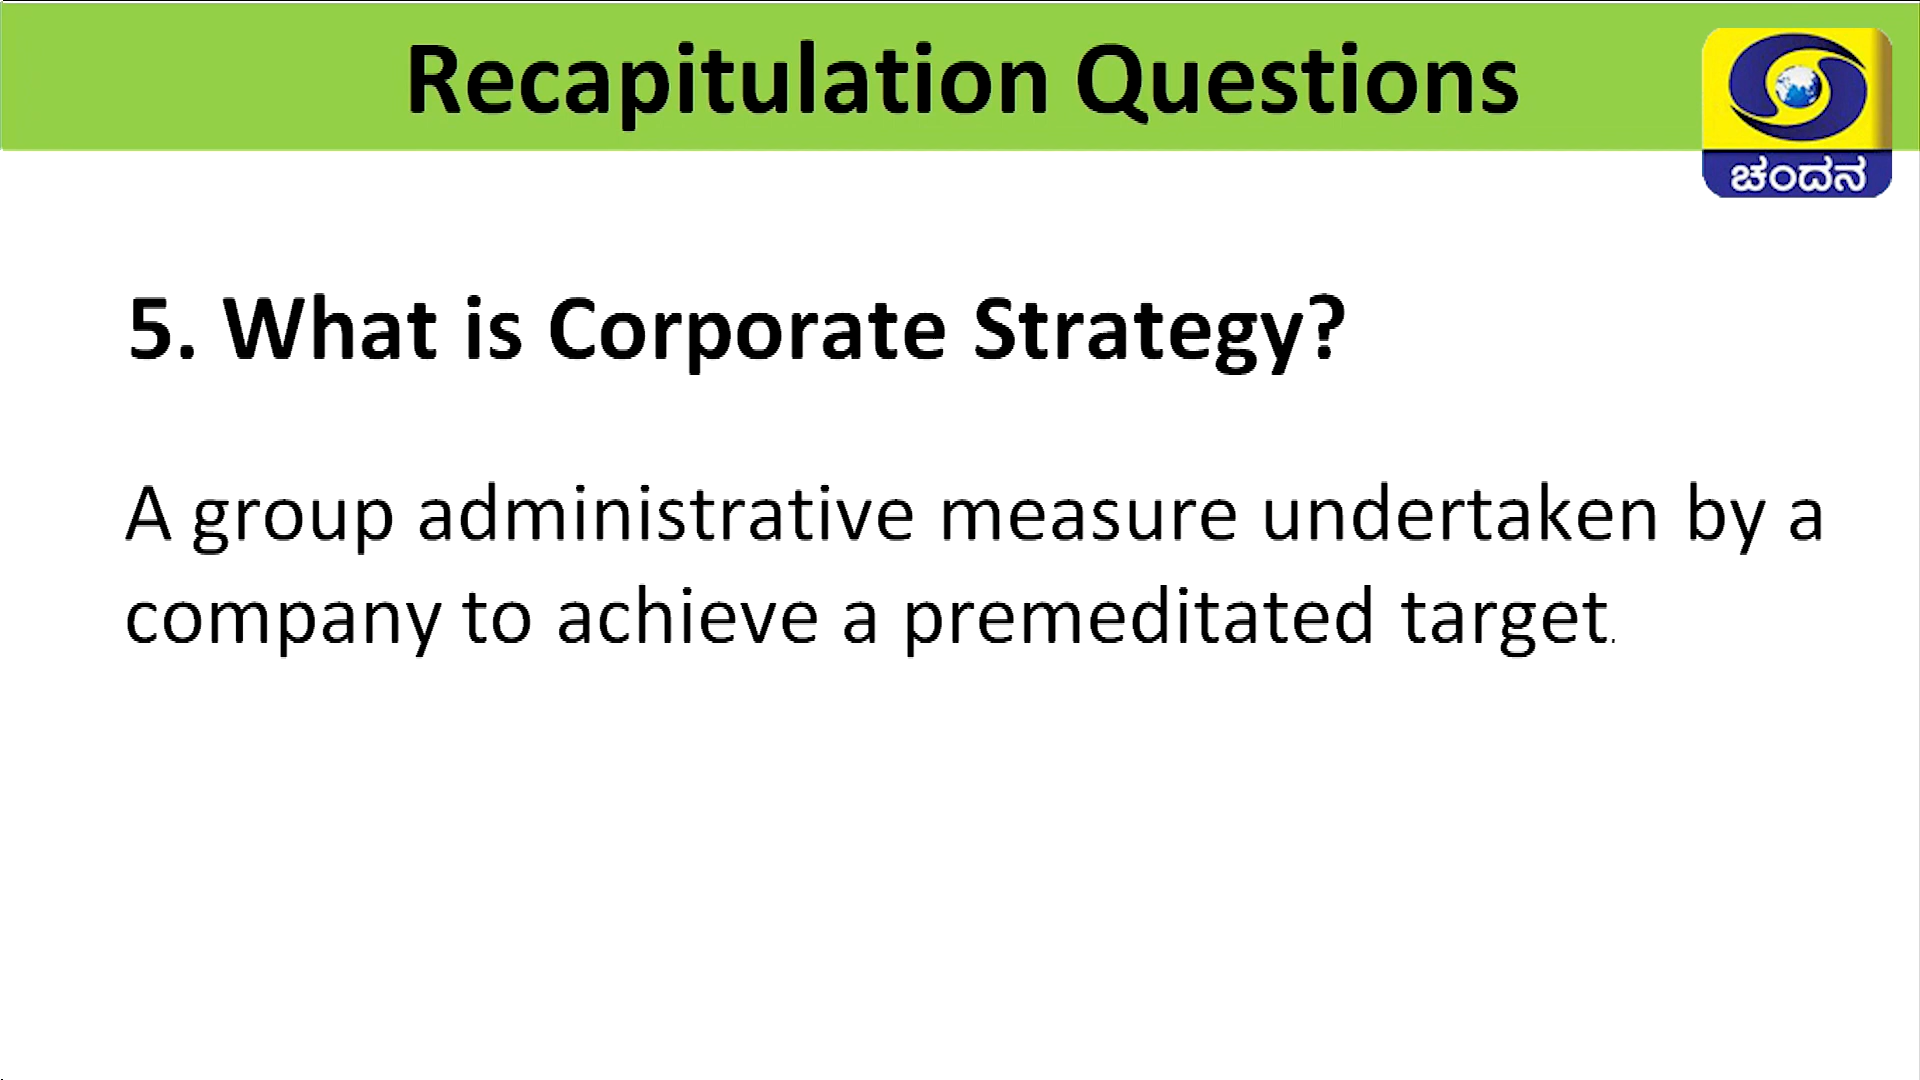 Recapitulation Questions
ಚಂದನ
5. What is Corporate Strategy?
A group administrative measure undertaken by a
company to achieve a premeditated target.